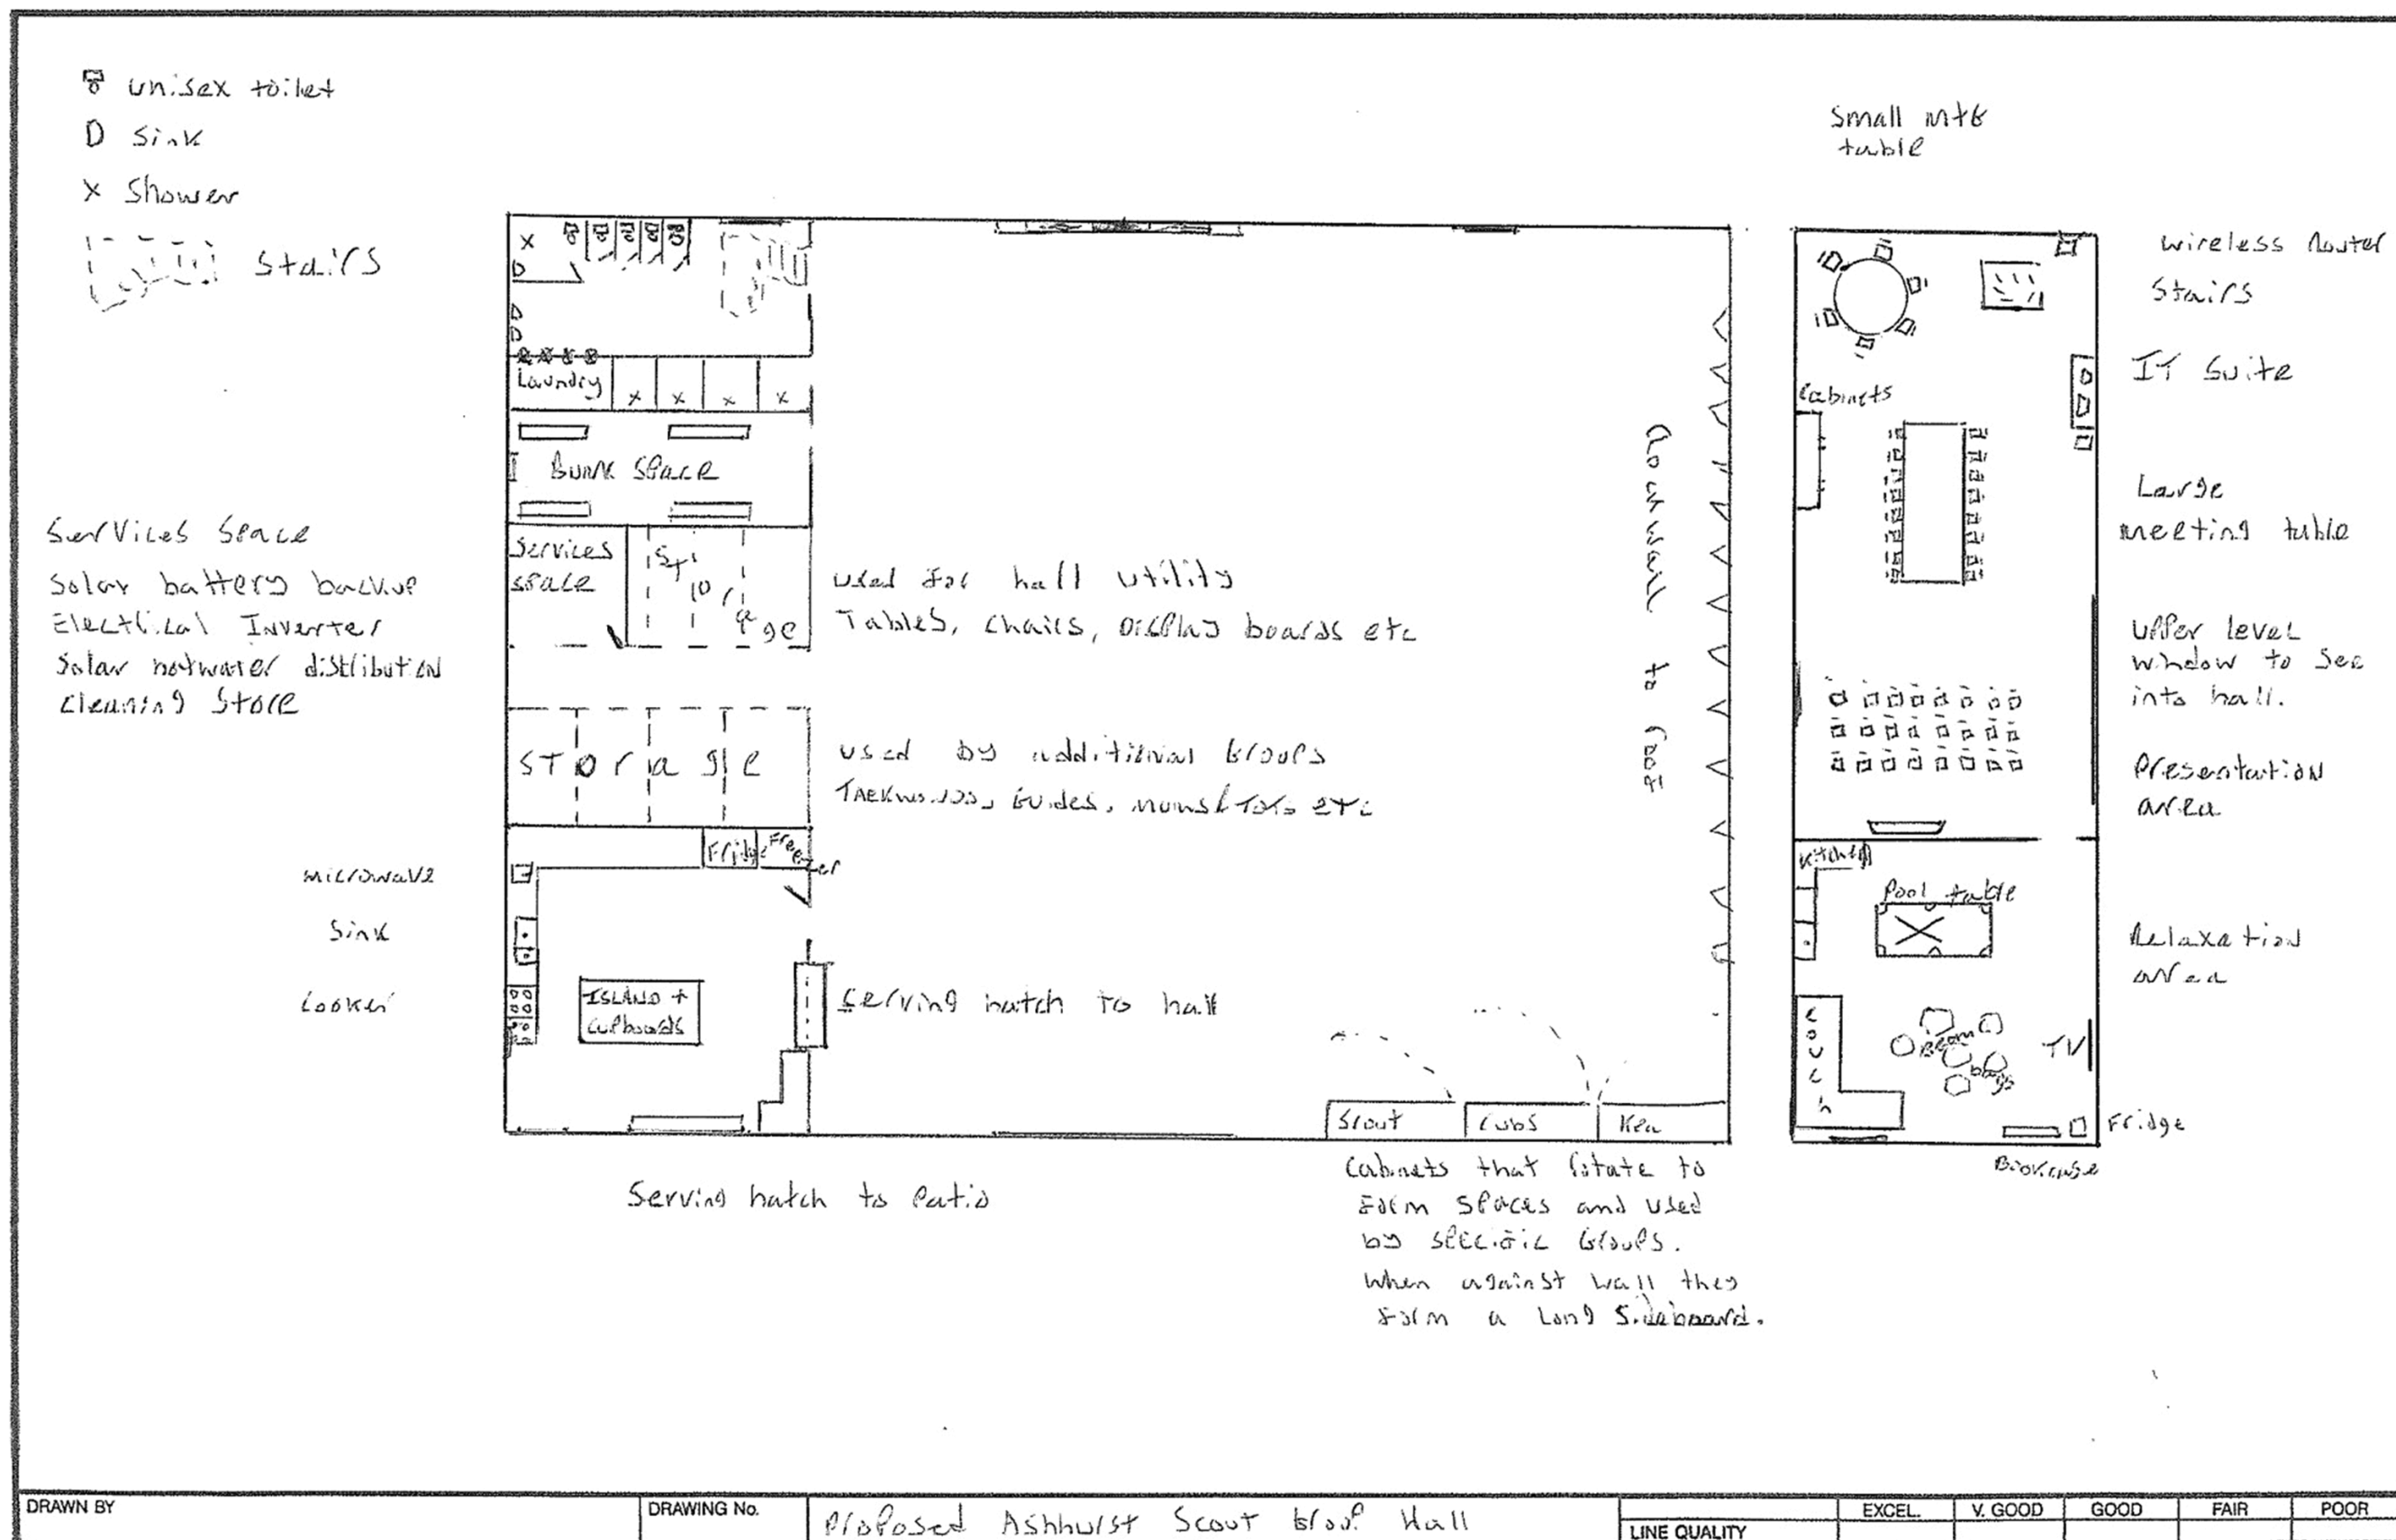 unisex toilet
D Sink
x Shower
Stairs
Small mtG
table
wireless Router
Stairs
IT Suite
Cabinets
Large
meeting table
Laundry
x x x x
Bunk Space
Rockwall to roof
Services Space
Solar battery backup
Electrical Inverter
Solar hotwater distribution
cleaning Store
Services
space
Storage
used for hall utility
Tables, chairs, display boards etc
upper level
window to see
into hall.
Storage
used by additional Groups
Taekwondo, Guides, mums & Tots etc
Presentation
area
Fridge
Freezer
microwave
Sink
Cooker
ISLAND +
Cupboards
Serving hatch to hall
Kitchen
Pool table
Relaxation
area
Couch
Bean
bags
TV
Fridge
Bookcase
Scout
Cubs
Kea
Serving hatch to Patio
Cabinets that rotate to
Form spaces and used
by specific Groups.
When against wall they
Form a Long Sideboard.
DRAWN BY
DRAWING No.
Proposed Ashhurst Scout Group Hall
EXCEL.
V. GOOD
GOOD
FAIR
POOR
LINE QUALITY